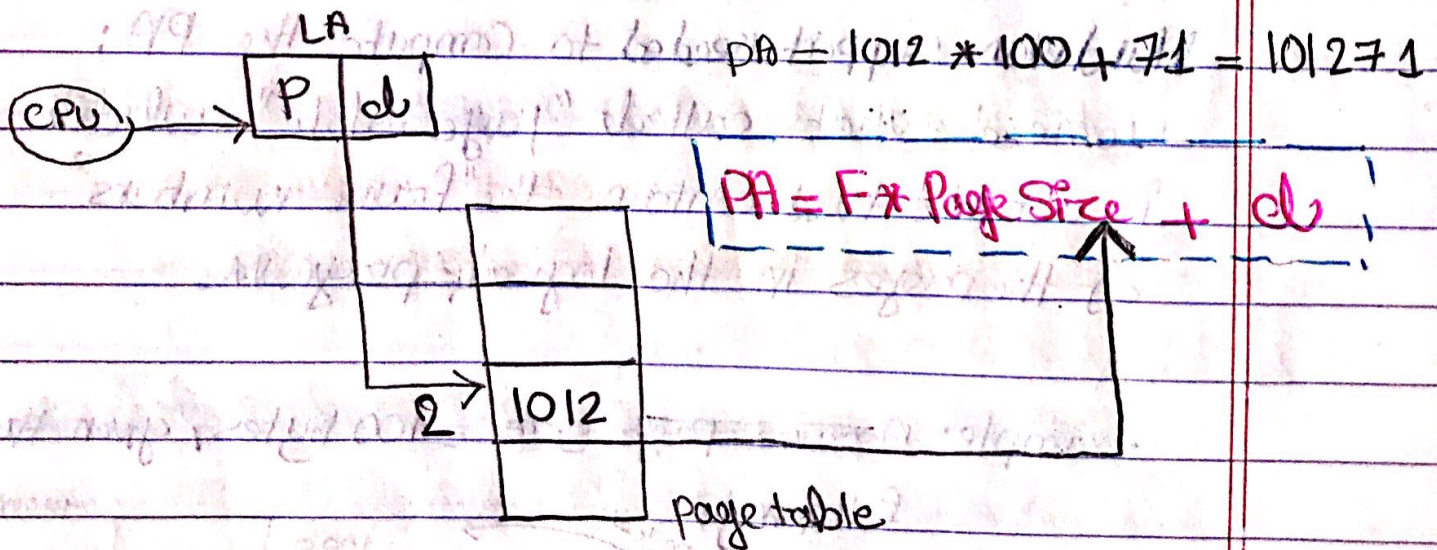 LA
PA = 1012 * 100 + 71 = 101271
CPU
P d
PA = F * Page Size + d
2
1012
page table